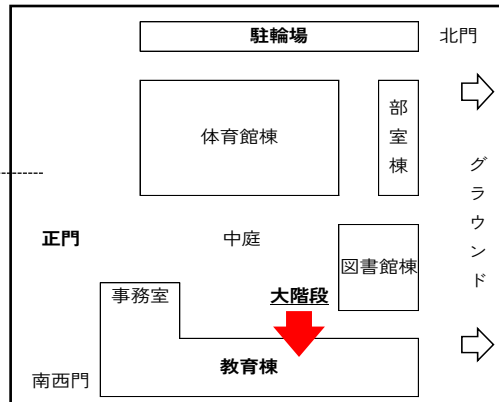 駐輪場
北門
体育館棟
部室棟
グラウンド
正門
中庭
図書館棟
事務室
大階段
教育棟
南西門